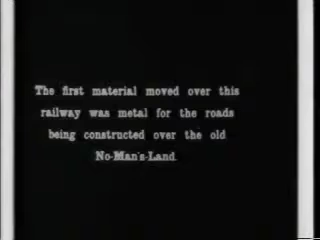 The first material moved over this
railway was metal for the roads
being constructed over the old
No-Man's-Land.